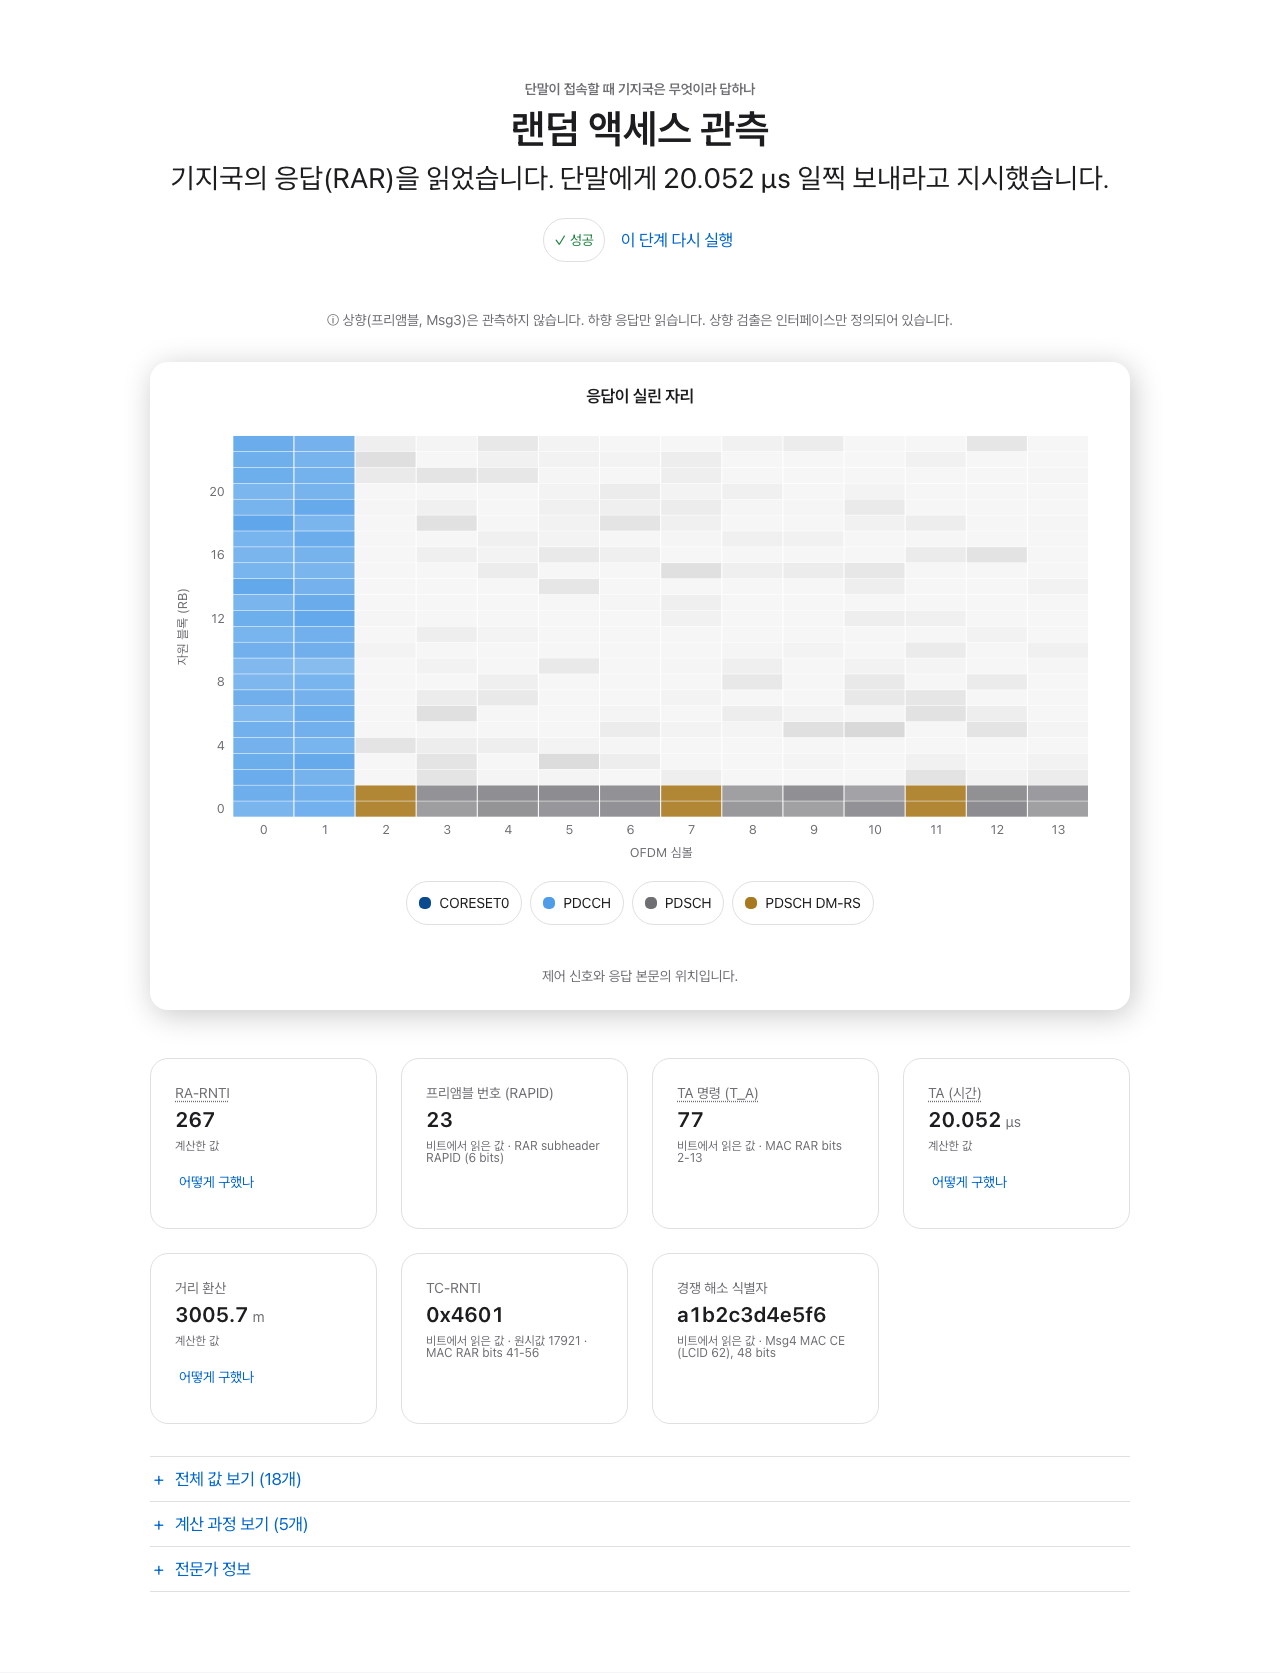 단말이 접속할 때 기지국은 무엇이라 답하나
랜덤 액세스 관측
기지국의 응답(RAR)을 읽었습니다. 단말에게 20.052 μs 일찍 보내라고 지시했습니다.
✓ 성공
이 단계 다시 실행
ⓘ 상향(프리앰블, Msg3)은 관측하지 않습니다. 하향 응답만 읽습니다. 상향 검출은 인터페이스만 정의되어 있습니다.
응답이 실린 자리
자원 블록 (RB)
20
16
12
8
4
0
0 1 2 3 4 5 6 7 8 9 10 11 12 13
OFDM 심볼
CORESET0
PDCCH
PDSCH
PDSCH DM-RS
제어 신호와 응답 본문의 위치입니다.
RA-RNTI
267
계산한 값
어떻게 구했나
프리앰블 번호 (RAPID)
23
비트에서 읽은 값 · RAR subheader
RAPID (6 bits)
TA 명령 (T_A)
77
비트에서 읽은 값 · MAC RAR bits
2-13
TA (시간)
20.052 μs
계산한 값
어떻게 구했나
거리 환산
3005.7 m
계산한 값
어떻게 구했나
TC-RNTI
0x4601
비트에서 읽은 값 · 원시값 17921 ·
MAC RAR bits 41-56
경쟁 해소 식별자
a1b2c3d4e5f6
비트에서 읽은 값 · Msg4 MAC CE
(LCID 62), 48 bits
+ 전체 값 보기 (18개)
+ 계산 과정 보기 (5개)
+ 전문가 정보